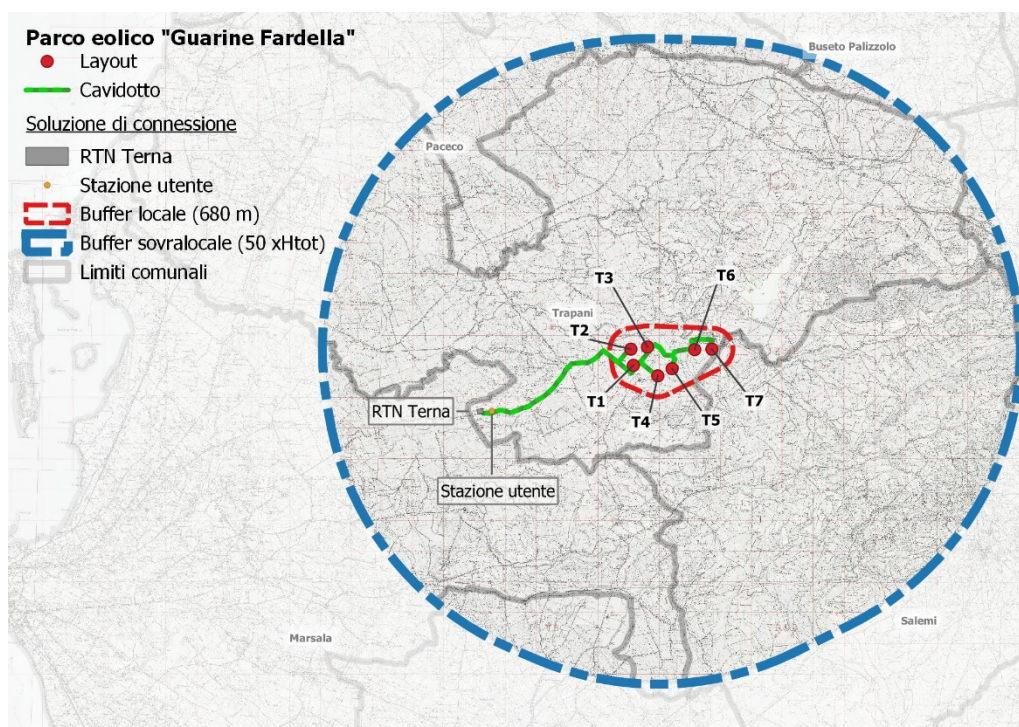 Parco eolico "Guarine Fardella"
Layout
Cavidotto
Soluzione di connessione
RTN Terna
Stazione utente
Buffer locale (680 m)
Buffer sovralocale (50 xHtot)
Limiti comunali
Buseto Palizzolo
Paceco
Trapani
T3
T6
T2
T1
T4
T5
T7
RTN Terna
Stazione utente
Marsala
Salemi